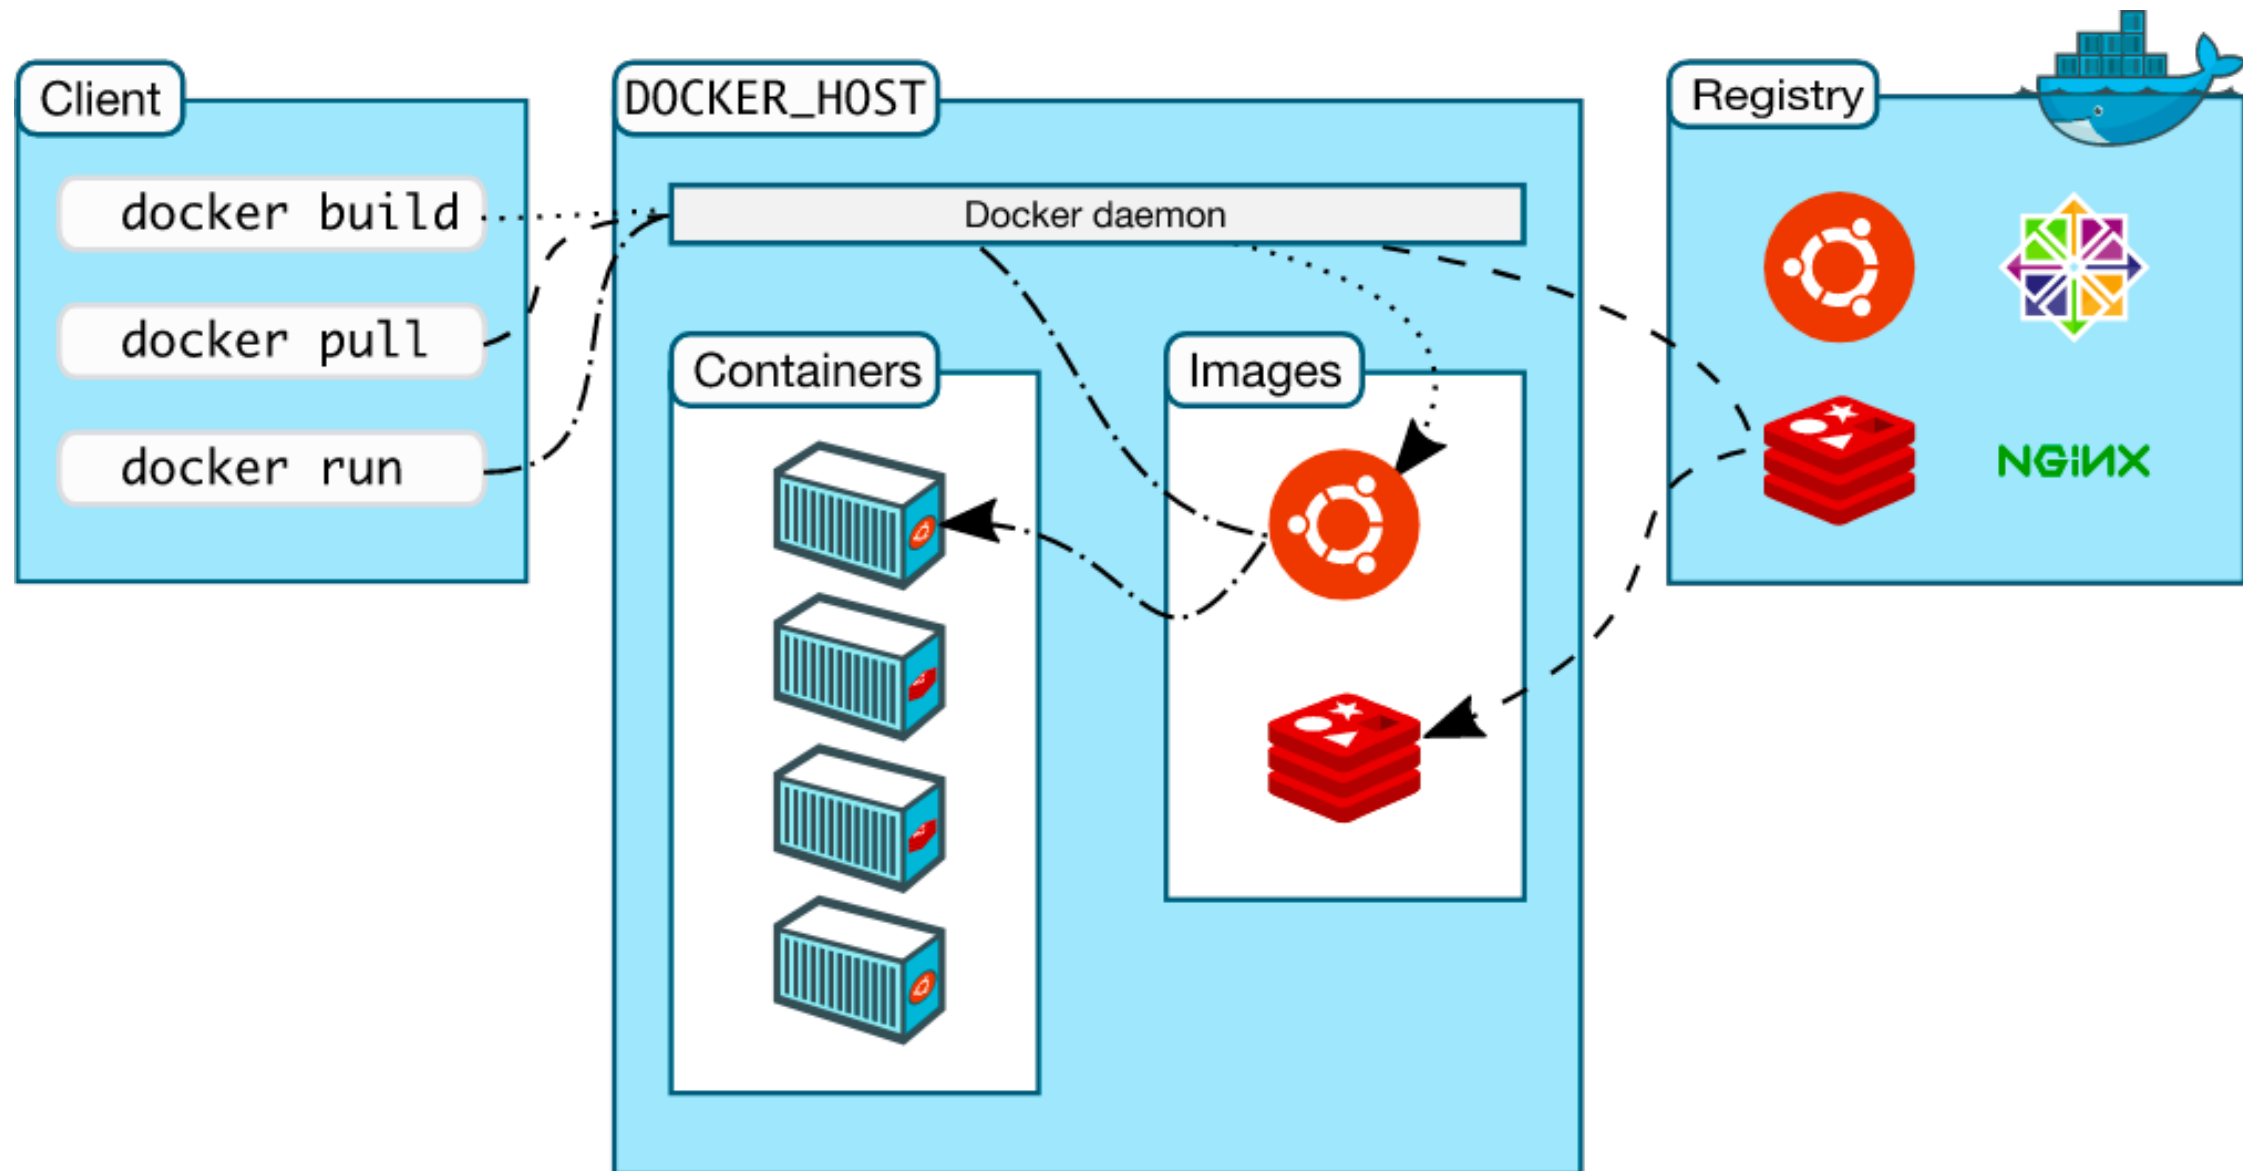 Client
docker build
docker pull
docker run
DOCKER_HOST
Docker daemon
Containers
Images
Registry
NGINX